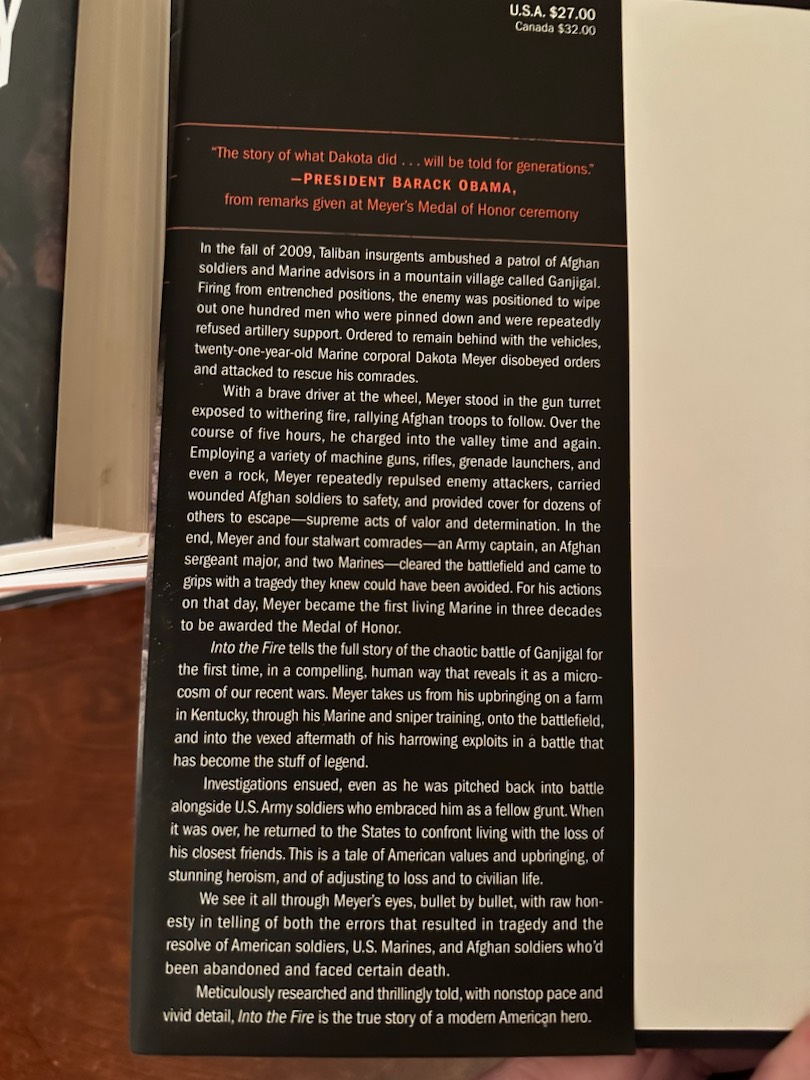 Y
U.S.A. $27.00
Canada $32.00
“The story of what Dakota did . . . will be told for generations.”
—PRESIDENT BARACK OBAMA,
from remarks given at Meyer’s Medal of Honor ceremony
In the fall of 2009, Taliban insurgents ambushed a patrol of Afghan
soldiers and Marine advisors in a mountain village called Ganjigal.
Firing from entrenched positions, the enemy was positioned to wipe
out one hundred men who were pinned down and were repeatedly
refused artillery support. Ordered to remain behind with the vehicles,
twenty-one-year-old Marine corporal Dakota Meyer disobeyed orders
and attacked to rescue his comrades.
With a brave driver at the wheel, Meyer stood in the gun turret
exposed to withering fire, rallying Afghan troops to follow. Over the
course of five hours, he charged into the valley time and again.
Employing a variety of machine guns, rifles, grenade launchers, and
even a rock, Meyer repeatedly repulsed enemy attackers, carried
wounded Afghan soldiers to safety, and provided cover for dozens of
others to escape—supreme acts of valor and determination. In the
end, Meyer and four stalwart comrades—an Army captain, an Afghan
sergeant major, and two Marines—cleared the battlefield and came to
grips with a tragedy they knew could have been avoided. For his actions
on that day, Meyer became the first living Marine in three decades
to be awarded the Medal of Honor.
Into the Fire tells the full story of the chaotic battle of Ganjigal for
the first time, in a compelling, human way that reveals it as a micro-
cosm of our recent wars. Meyer takes us from his upbringing on a farm
in Kentucky, through his Marine and sniper training, onto the battlefield,
and into the vexed aftermath of his harrowing exploits in a battle that
has become the stuff of legend.
Investigations ensued, even as he was pitched back into battle
alongside U.S. Army soldiers who embraced him as a fellow grunt. When
it was over, he returned to the States to confront living with the loss of
his closest friends. This is a tale of American values and upbringing, of
stunning heroism, and of adjusting to loss and to civilian life.
We see it all through Meyer’s eyes, bullet by bullet, with raw hon-
esty in telling of both the errors that resulted in tragedy and the
resolve of American soldiers, U.S. Marines, and Afghan soldiers who’d
been abandoned and faced certain death.
Meticulously researched and thrillingly told, with nonstop pace and
vivid detail, Into the Fire is the true story of a modern American hero.